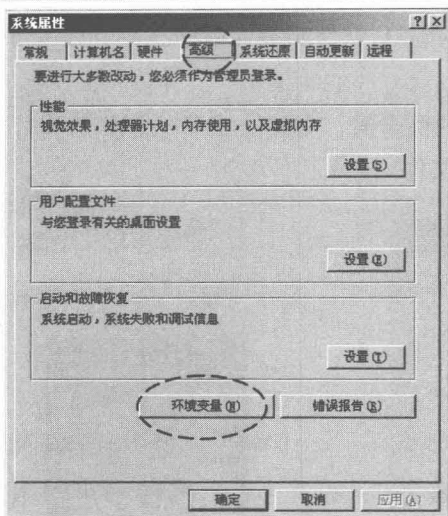 系统属性
常规 计算机名 硬件 高级 系统还原 自动更新 远程
要进行大多数改动，您必须作为管理员登录。
性能
视觉效果，处理器计划，内存使用，以及虚拟内存
设置(S)
用户配置文件
与您登录有关的桌面设置
设置(E)
启动和故障恢复
系统启动，系统失败和调试信息
设置(T)
环境变量(N) 错误报告(R)
确定 取消 应用(A)